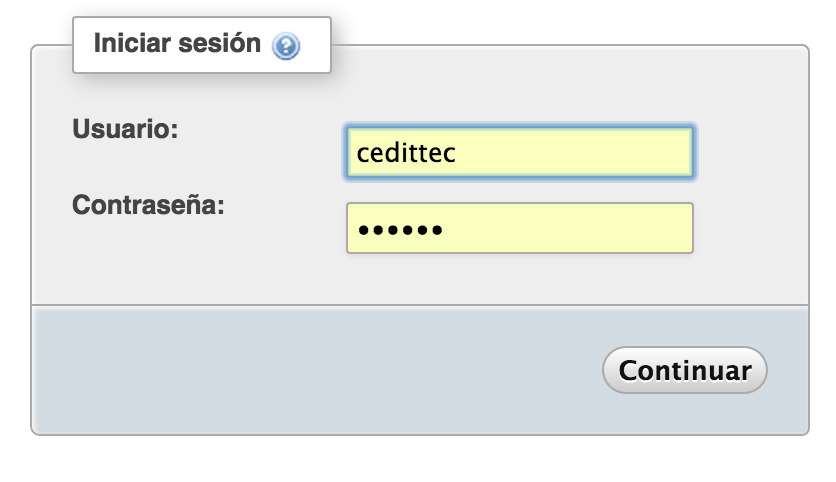 Iniciar sesión
Usuario:
cedittec
Contraseña:
••••••
Continuar